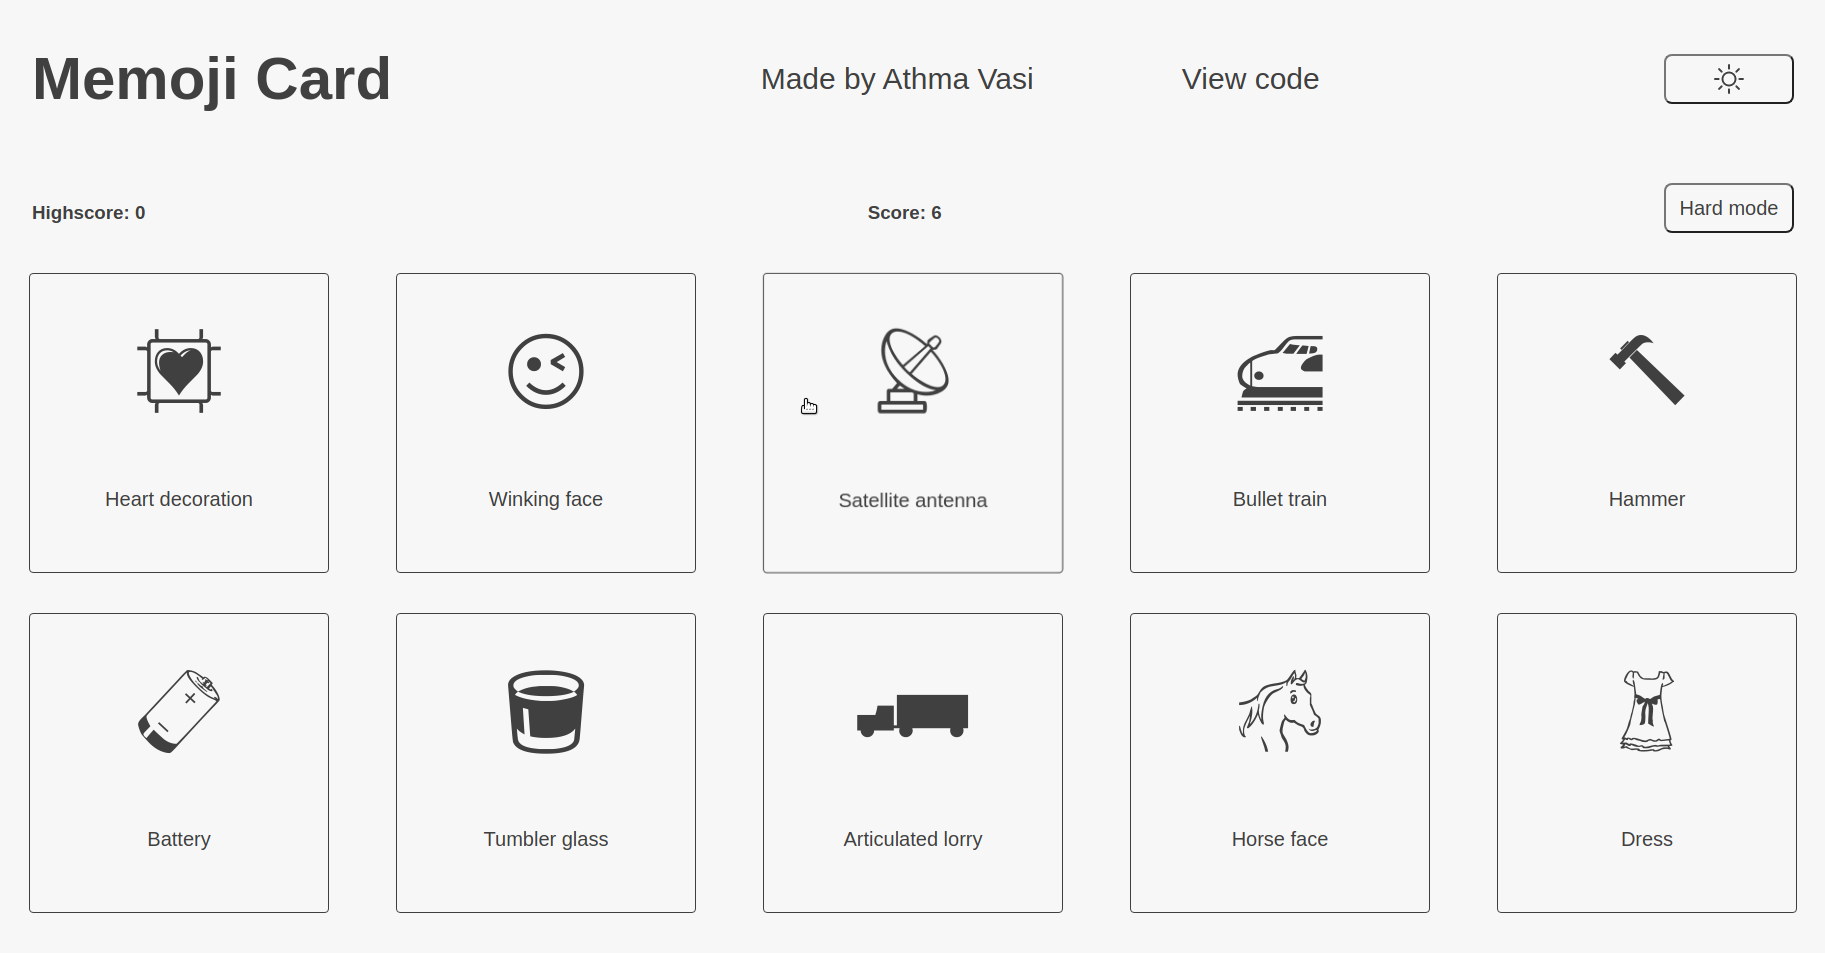 Memoji Card
Made by Athma Vasi
View code
Highscore: 0
Score: 6
Hard mode
Heart decoration
Winking face
Satellite antenna
Bullet train
Hammer
Battery
Tumbler glass
Articulated lorry
Horse face
Dress